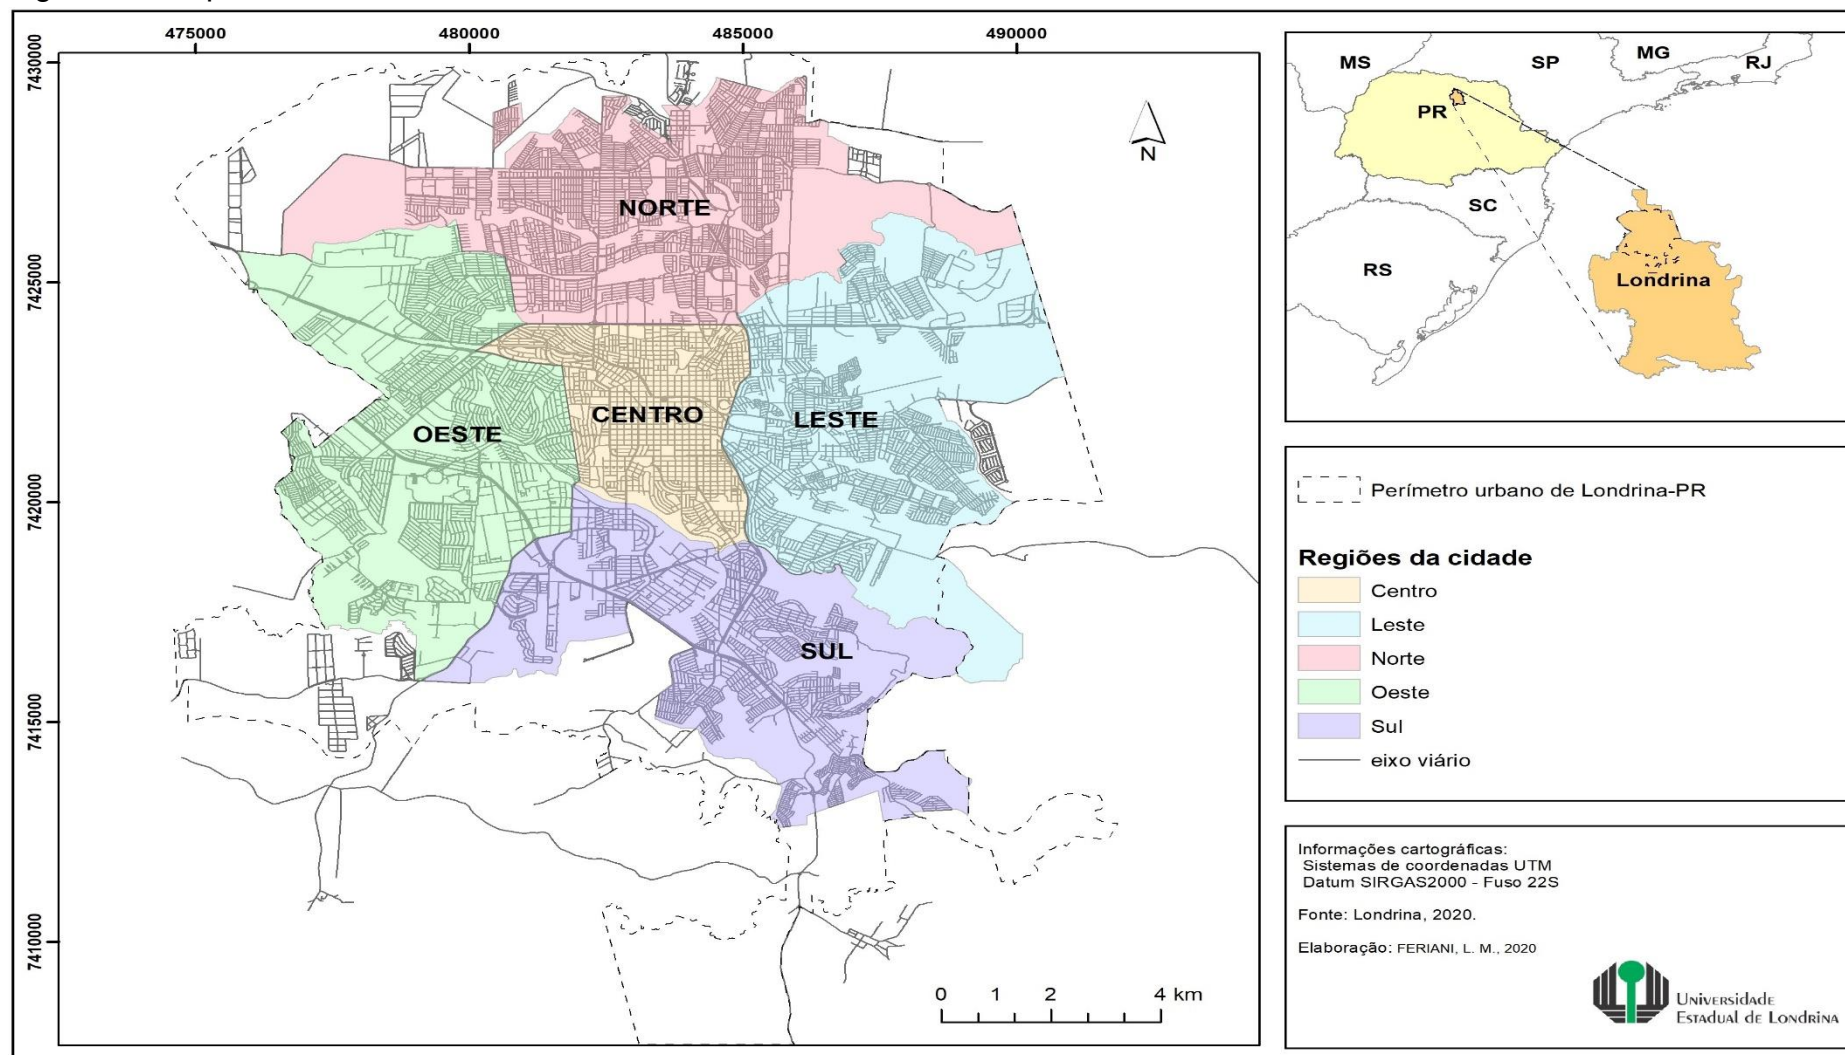 475000 480000 485000 490000
7430000
7425000
7420000
7415000
7410000
N
NORTE
CENTRO
LESTE
OESTE
SUL
0 1 2 4 km
MS SP MG RJ
PR
SC
RS
Londrina
Perímetro urbano de Londrina-PR
Regiões da cidade
Centro
Leste
Norte
Oeste
Sul
eixo viário
Informações cartográficas:
Sistemas de coordenadas UTM
Datum SIRGAS2000 - Fuso 22S
Fonte: Londrina, 2020.
Elaboração: FERIANI, L. M., 2020
UNIVERSIDADE
ESTADUAL DE LONDRINA